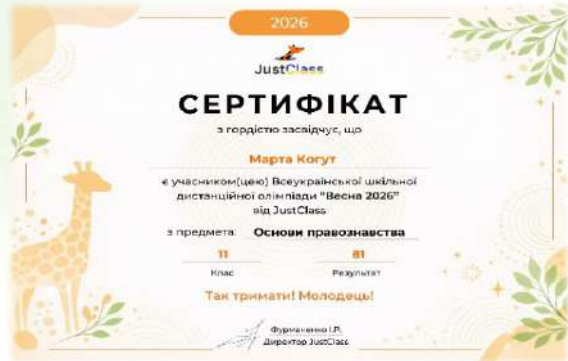 2026
JustClass
СЕРТИФІКАТ
з гордістю засвідчує, що
Марта Когут
є учасником(цею) Всеукраїнської шкільної
дистанційної олімпіади "Весна 2026"
від JustClass
з предмета: Основи правознавства
11 81
Клас Результат
Так тримати! Молодець!
Фурманенко І.Р.
Директор JustClass